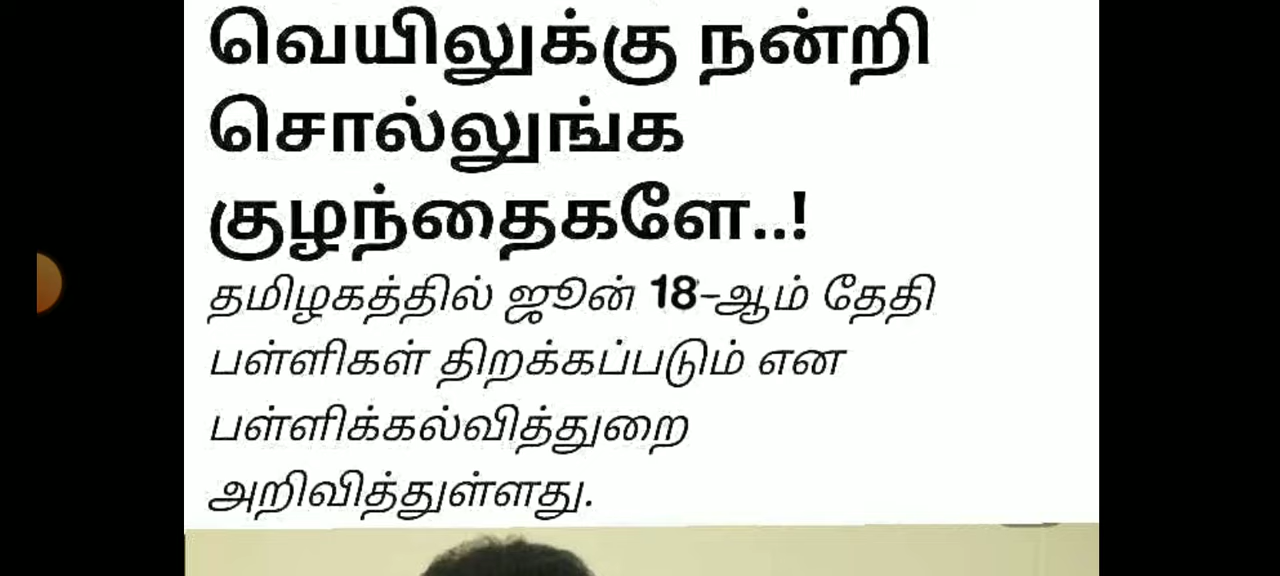 வெயிலுக்கு நன்றி
சொல்லுங்க
குழந்தைகளே..!
தமிழகத்தில் ஜூன் 18-ஆம் தேதி
பள்ளிகள் திறக்கப்படும் என
பள்ளிக்கல்வித்துறை
அறிவித்துள்ளது.